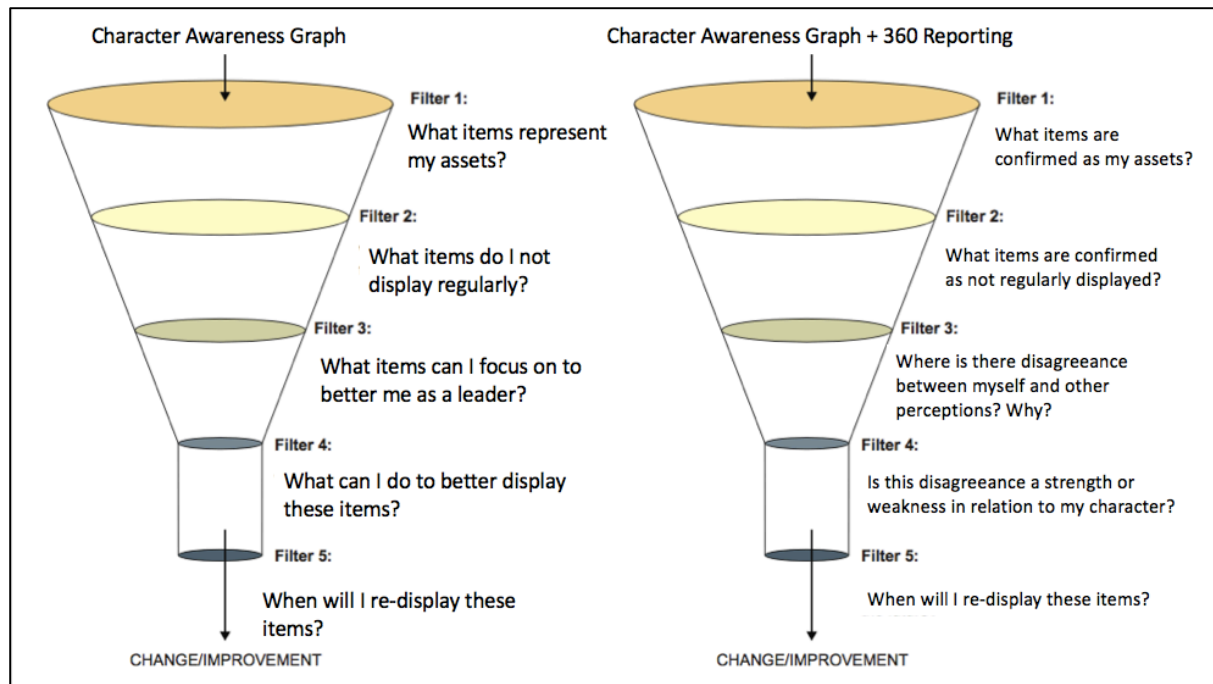 Character Awareness Graph
Filter 1:
What items represent
my assets?
Filter 2:
What items do I not
display regularly?
Filter 3:
What items can I focus on to
better me as a leader?
Filter 4:
What can I do to better display
these items?
Filter 5:
When will I re-display these
items?
CHANGE/IMPROVEMENT
Character Awareness Graph + 360 Reporting
Filter 1:
What items are
confirmed as my assets?
Filter 2:
What items are confirmed
as not regularly displayed?
Filter 3:
Where is there disagreeance
between myself and other
perceptions? Why?
Filter 4:
Is this disagreeance a strength or
weakness in relation to my character?
Filter 5:
When will I re-display these items?
CHANGE/IMPROVEMENT